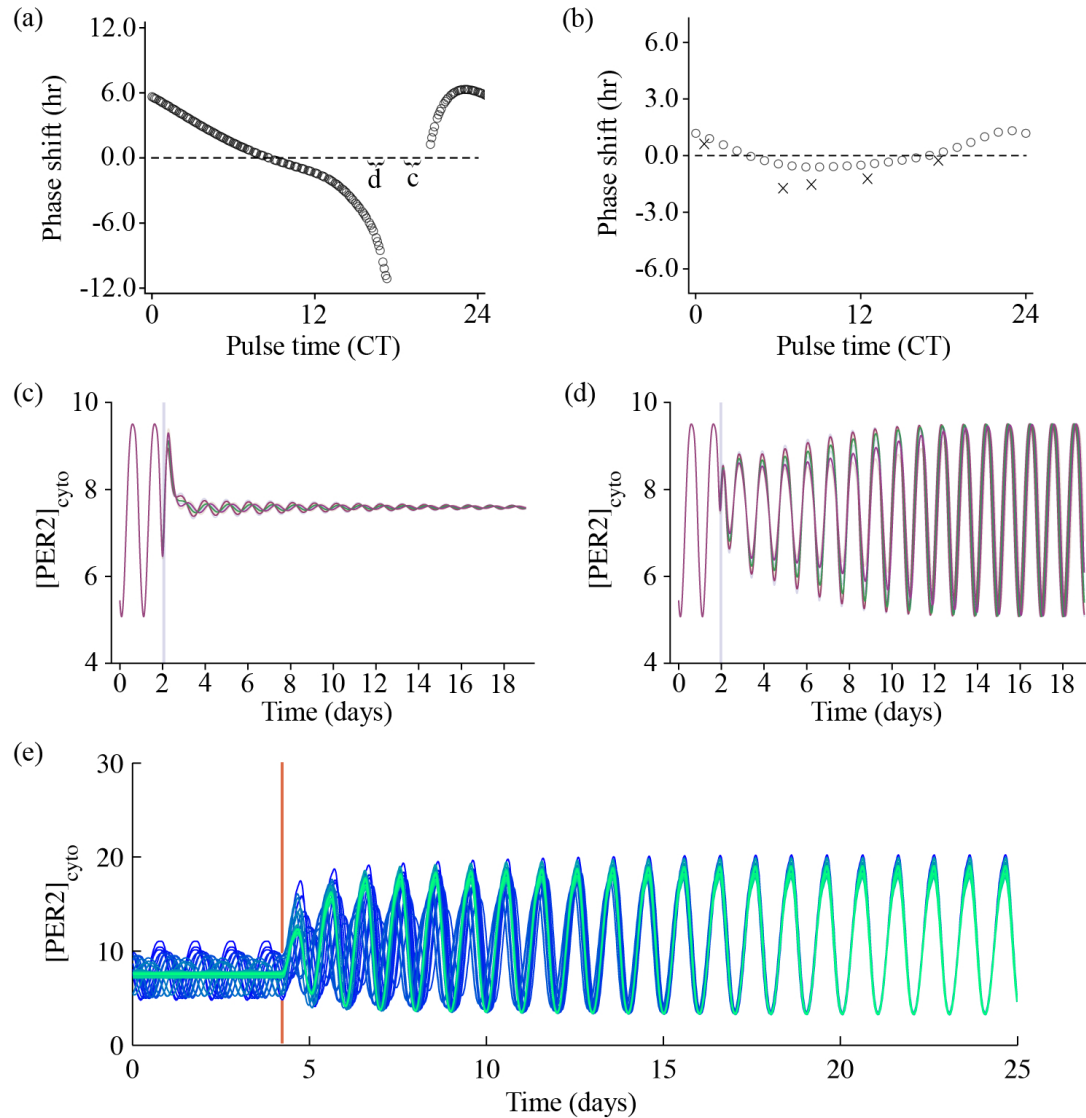 (a)
12.0
6.0
0.0
-6.0
-12.0
Phase shift (hr)
d
c
0
12
24
Pulse time (CT)
(b)
6.0
3.0
0.0
-3.0
-6.0
Phase shift (hr)
0
12
24
Pulse time (CT)
(c)
10
8
6
4
[PER2]cyto
0 2 4 6 8 10 12 14 16 18
Time (days)
(d)
10
8
6
4
[PER2]cyto
0 2 4 6 8 10 12 14 16 18
Time (days)
(e)
30
20
10
0
[PER2]cyto
0 5 10 15 20 25
Time (days)